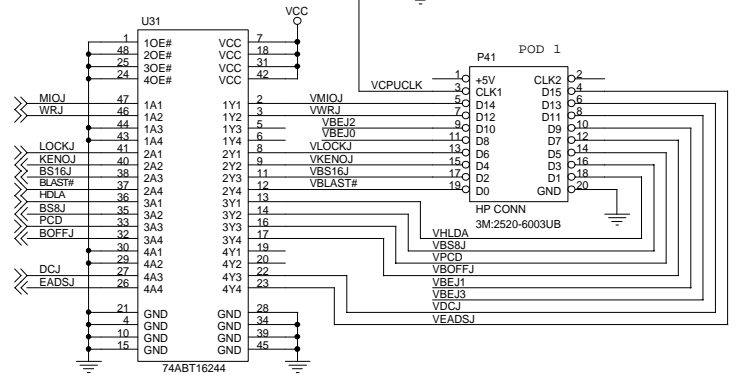 VCC
U31
1 1OE# VCC 7
48 2OE# VCC 18
25 3OE# VCC 31
24 4OE# VCC 42
MIOJ 47 1A1 1Y1 2 VMIOJ
WRJ 46 1A2 1Y2 3 VWRJ
44 1A3 1Y3 5
43 1A4 1Y4 6
LOCKJ 41 2A1 2Y1 8 VLOCKJ
KENOJ 40 2A2 2Y2 9 VKENOJ
BS16J 38 2A3 2Y3 11 VBS16J
BLAST# 37 2A4 2Y4 12 VBLAST#
HDLA 36 3A1 3Y1 13
BS8J 35 3A2 3Y2 14
PCD 33 3A3 3Y3 16
BOFFJ 32 3A4 3Y4 17
30 4A1 4Y1 19
29 4A2 4Y2 20
DCJ 27 4A3 4Y3 22
EADSJ 26 4A4 4Y4 23
21 GND GND 28
4 GND GND 34
10 GND GND 39
15 GND GND 45
74ABT16244
POD 1
P41
1 +5V CLK2 2
VCPUCLK 3 CLK1 D15 4
5 D14 D13 6
7 D12 D11 8
VBEJ2 9 D10 D9 10
VBEJ0 11 D8 D7 12
13 D6 D5 14
15 D4 D3 16
17 D2 D1 18
19 D0 GND 20
HP CONN
3M:2520-6003UB
VHLDA
VBS8J
VPCD
VBOFFJ
VBEJ1
VBEJ3
VDCJ
VEADSJ